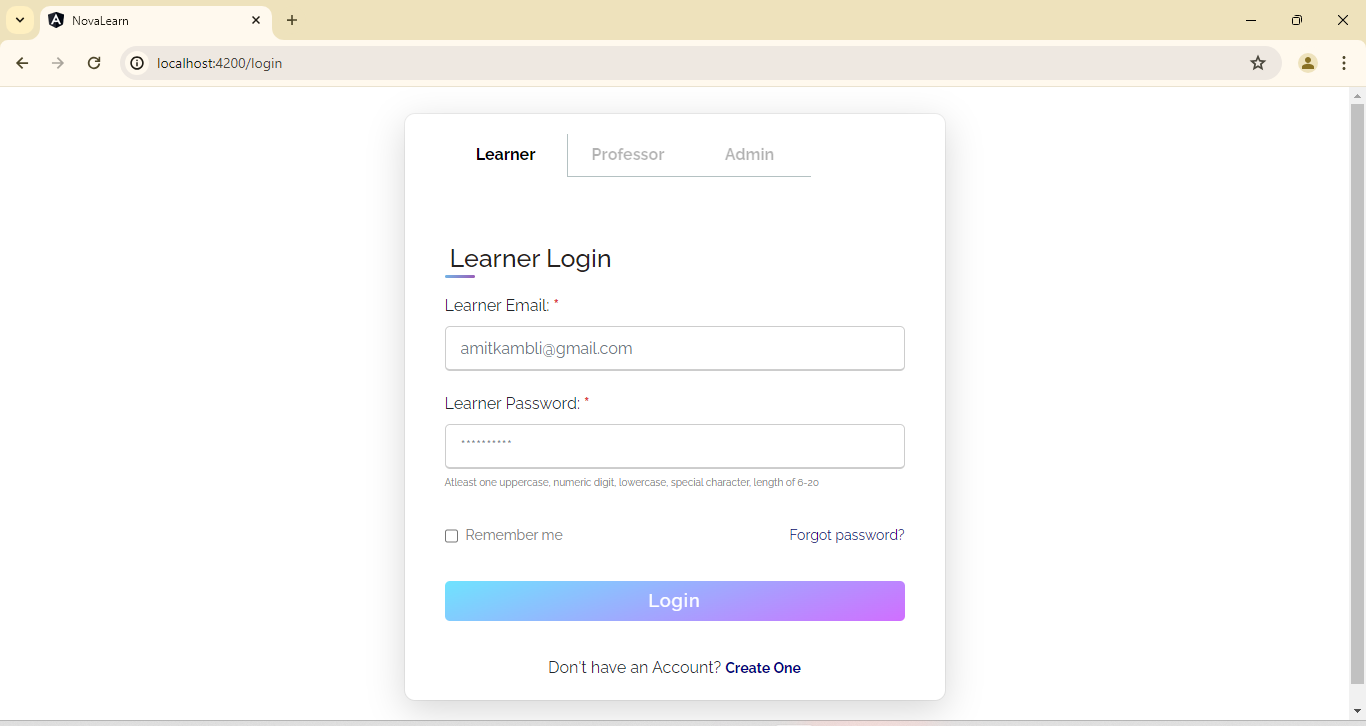 NovaLearn
localhost:4200/login
Learner Professor Admin
Learner Login
Learner Email: *
amitkambli@gmail.com
Learner Password: *
**********
Atleast one uppercase, numeric digit, lowercase, special character, length of 6-20
Remember me Forgot password?
Login
Don't have an Account? Create One